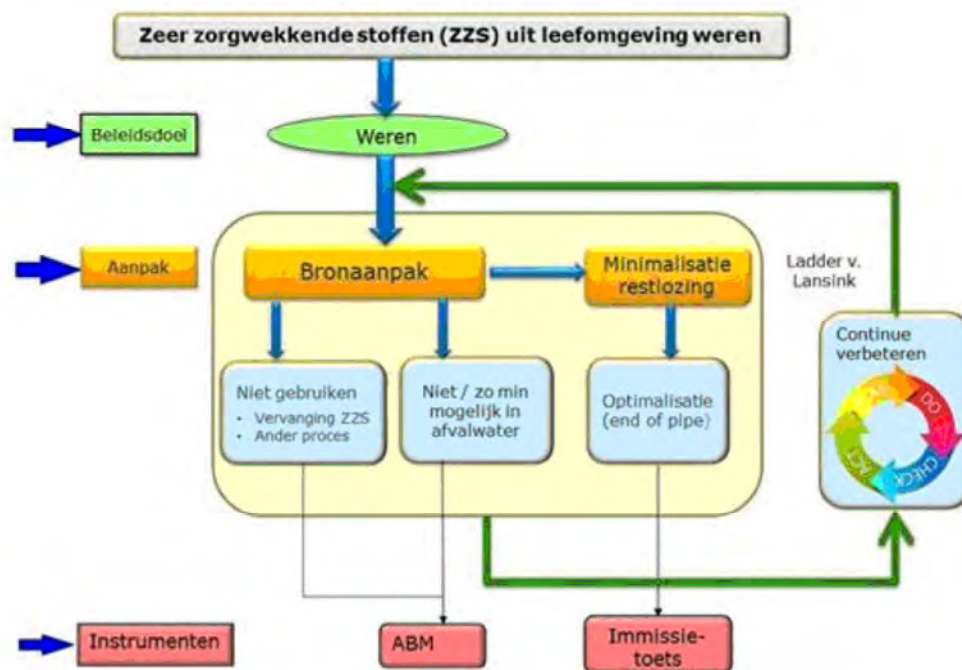 Zeer zorgwekkende stoffen (ZZS) uit leefomgeving weren
Beleidsdoel
Weren
Aanpak
Bronaanpak
Minimalisatie
restlozing
Ladder v.
Lansink
Niet gebruiken
• Vervanging ZZS
• Ander proces
Niet / zo min
mogelijk in
afvalwater
Optimalisatie
(end of pipe)
Continue
verbeteren
DO
CHECK
ACT
Instrumenten
ABM
Immissie-
toets